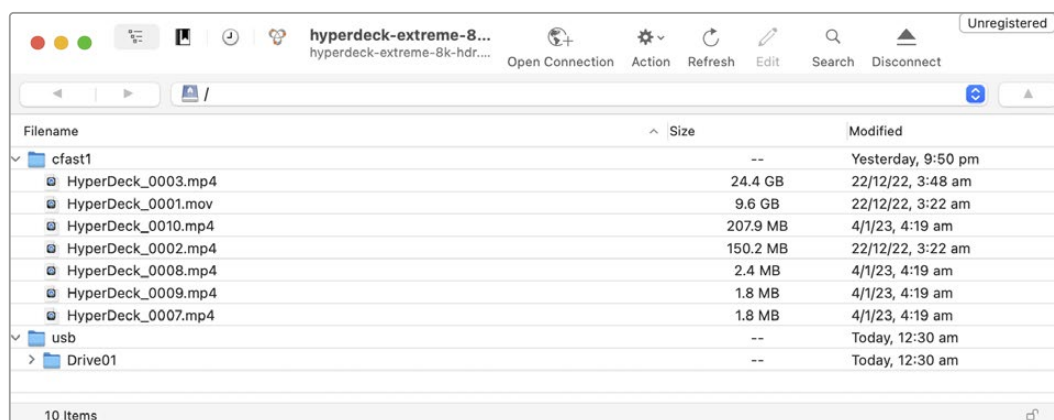 Unregistered
hyperdeck-extreme-8...
hyperdeck-extreme-8k-hdr....
Open Connection Action Refresh Edit Search Disconnect
/
Filename Size Modified
cfast1 -- Yesterday, 9:50 pm
HyperDeck_0003.mp4 24.4 GB 22/12/22, 3:48 am
HyperDeck_0001.mov 9.6 GB 22/12/22, 3:22 am
HyperDeck_0010.mp4 207.9 MB 4/1/23, 4:19 am
HyperDeck_0002.mp4 150.2 MB 22/12/22, 3:22 am
HyperDeck_0008.mp4 2.4 MB 4/1/23, 4:19 am
HyperDeck_0009.mp4 1.8 MB 4/1/23, 4:19 am
HyperDeck_0007.mp4 1.8 MB 4/1/23, 4:19 am
usb -- Today, 12:30 am
Drive01 -- Today, 12:30 am
10 Items